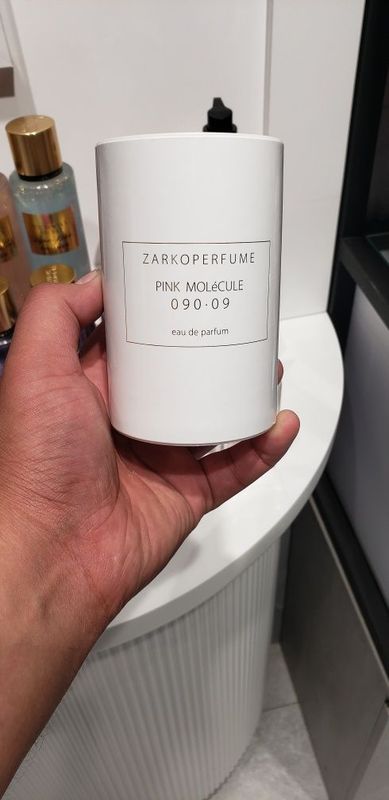 ZARKOPERFUME
PINK MOLéCULE
090·09
eau de parfum